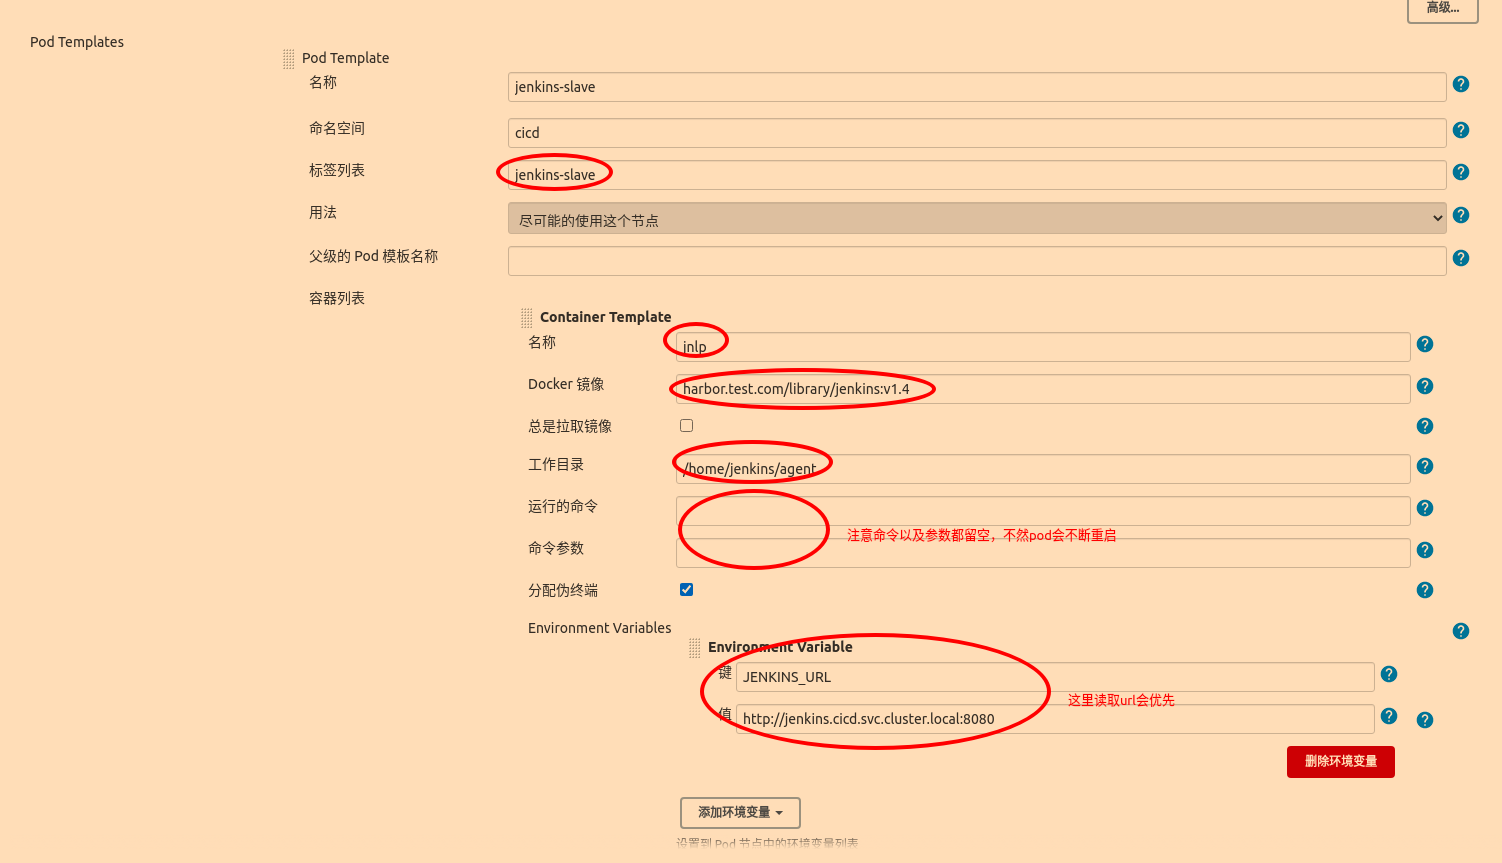 高级...
Pod Templates
Pod Template
名称
jenkins-slave
命名空间
cicd
标签列表
jenkins-slave
用法
尽可能的使用这个节点
父级的 Pod 模板名称
容器列表
Container Template
名称
jnlp
Docker 镜像
harbor.test.com/library/jenkins:v1.4
总是拉取镜像
工作目录
/home/jenkins/agent
运行的命令
注意命令以及参数都留空，不然pod会不断重启
命令参数
分配伪终端
Environment Variables
Environment Variable
键
JENKINS_URL
这里读取url会优先
值
http://jenkins.cicd.svc.cluster.local:8080
删除环境变量
添加环境变量
设置到 Pod 节点中的环境变量列表